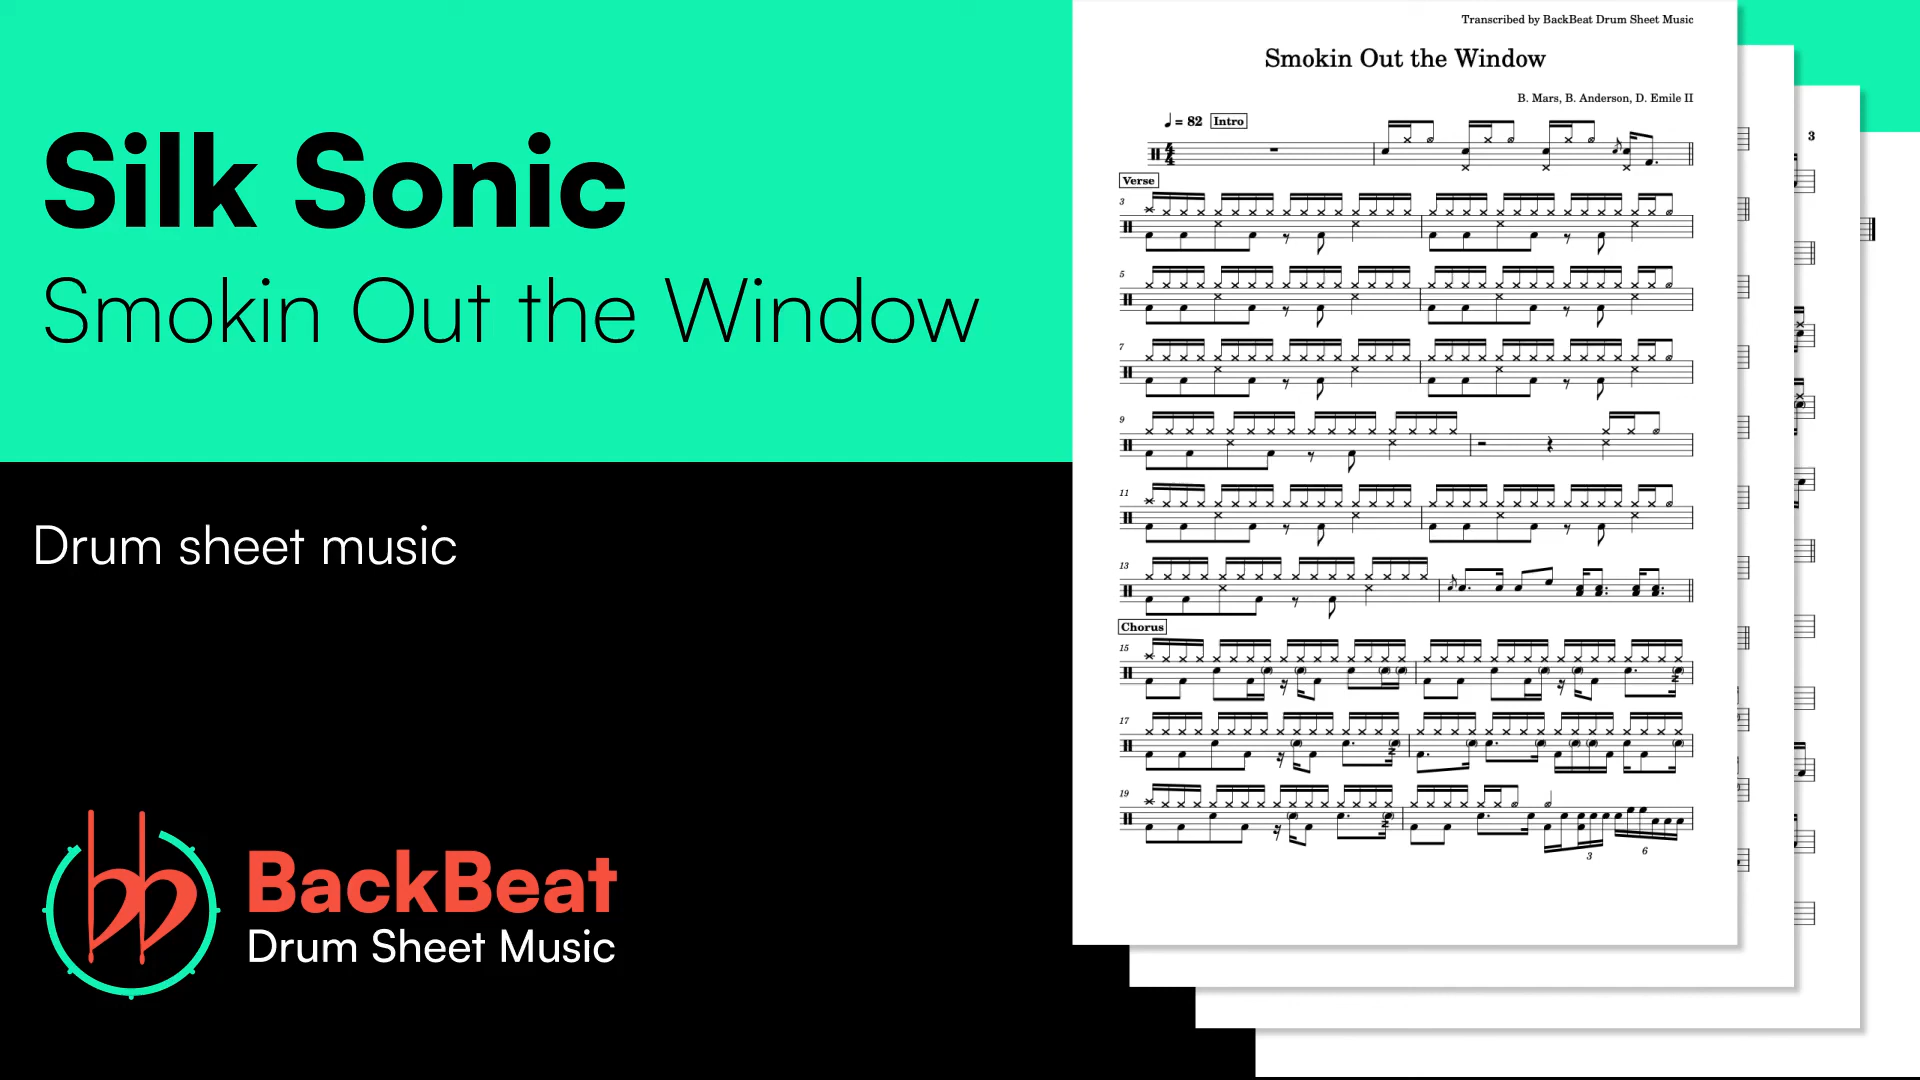 Silk Sonic
Smokin Out the Window
Drum sheet music
BackBeat
Drum Sheet Music
Transcribed by BackBeat Drum Sheet Music
Smokin Out the Window
B. Mars, B. Anderson, D. Emile II
♩ = 82 Intro
4
4
Verse
3
5
7
9
11
13
Chorus
15
17
19
3
6
3